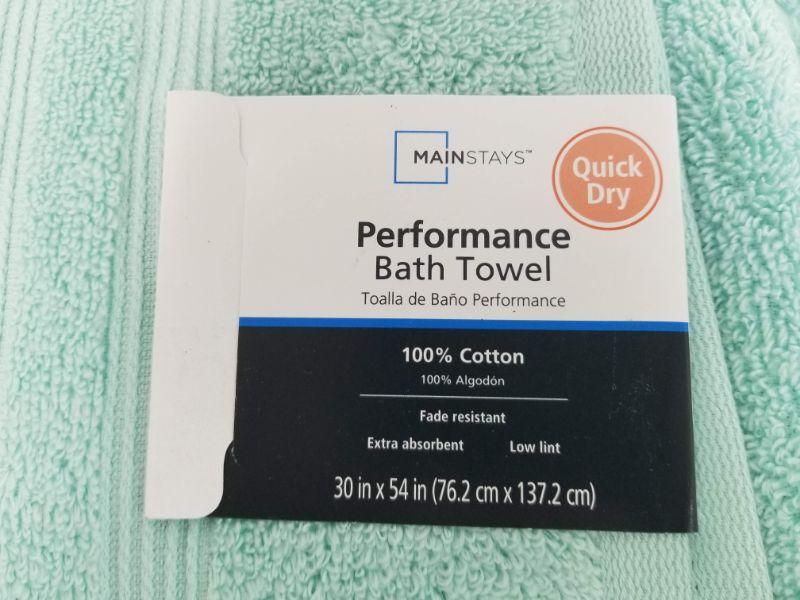 MAINSTAYS™
Quick
Dry
Performance
Bath Towel
Toalla de Baño Performance
100% Cotton
100% Algodón
Fade resistant
Extra absorbent Low lint
30 in x 54 in (76.2 cm x 137.2 cm)